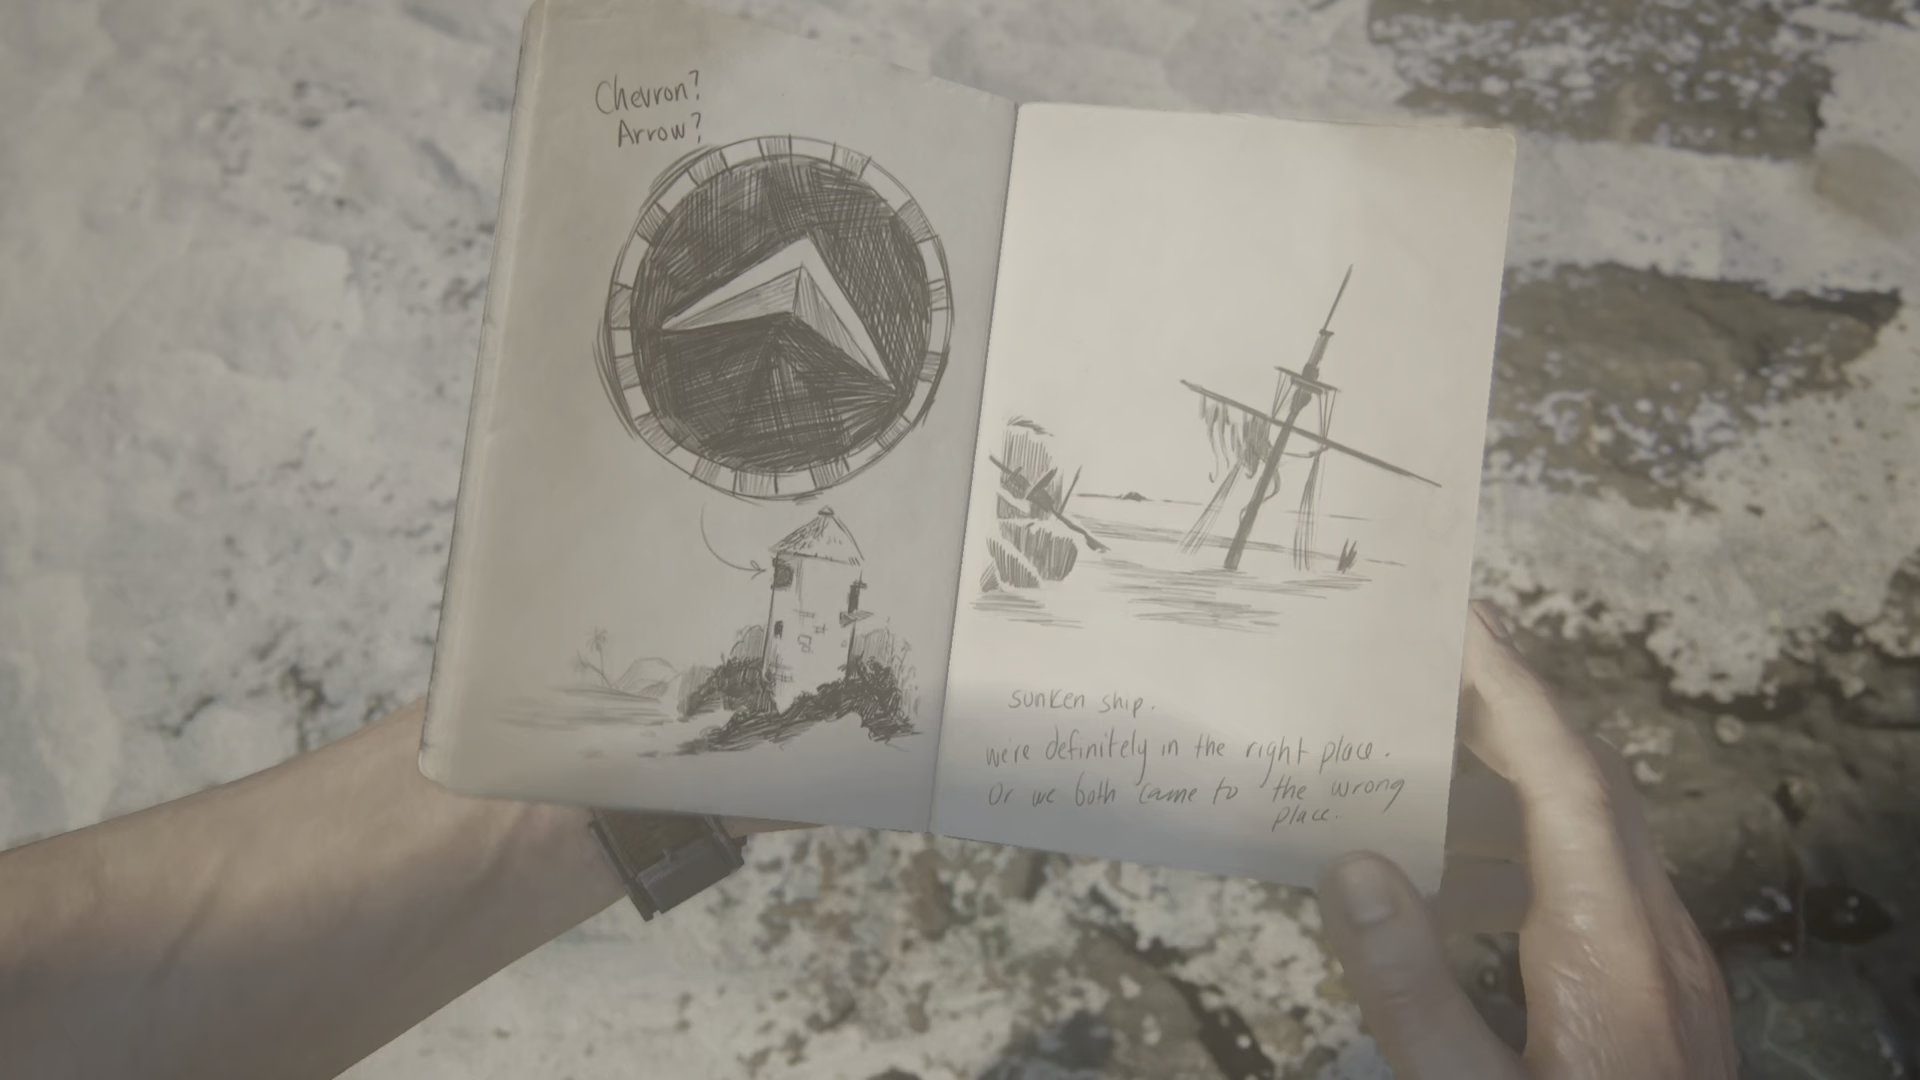 Chevron?
Arrow?
sunken ship.
we're definitely in the right place.
Or we both came to the wrong
place.